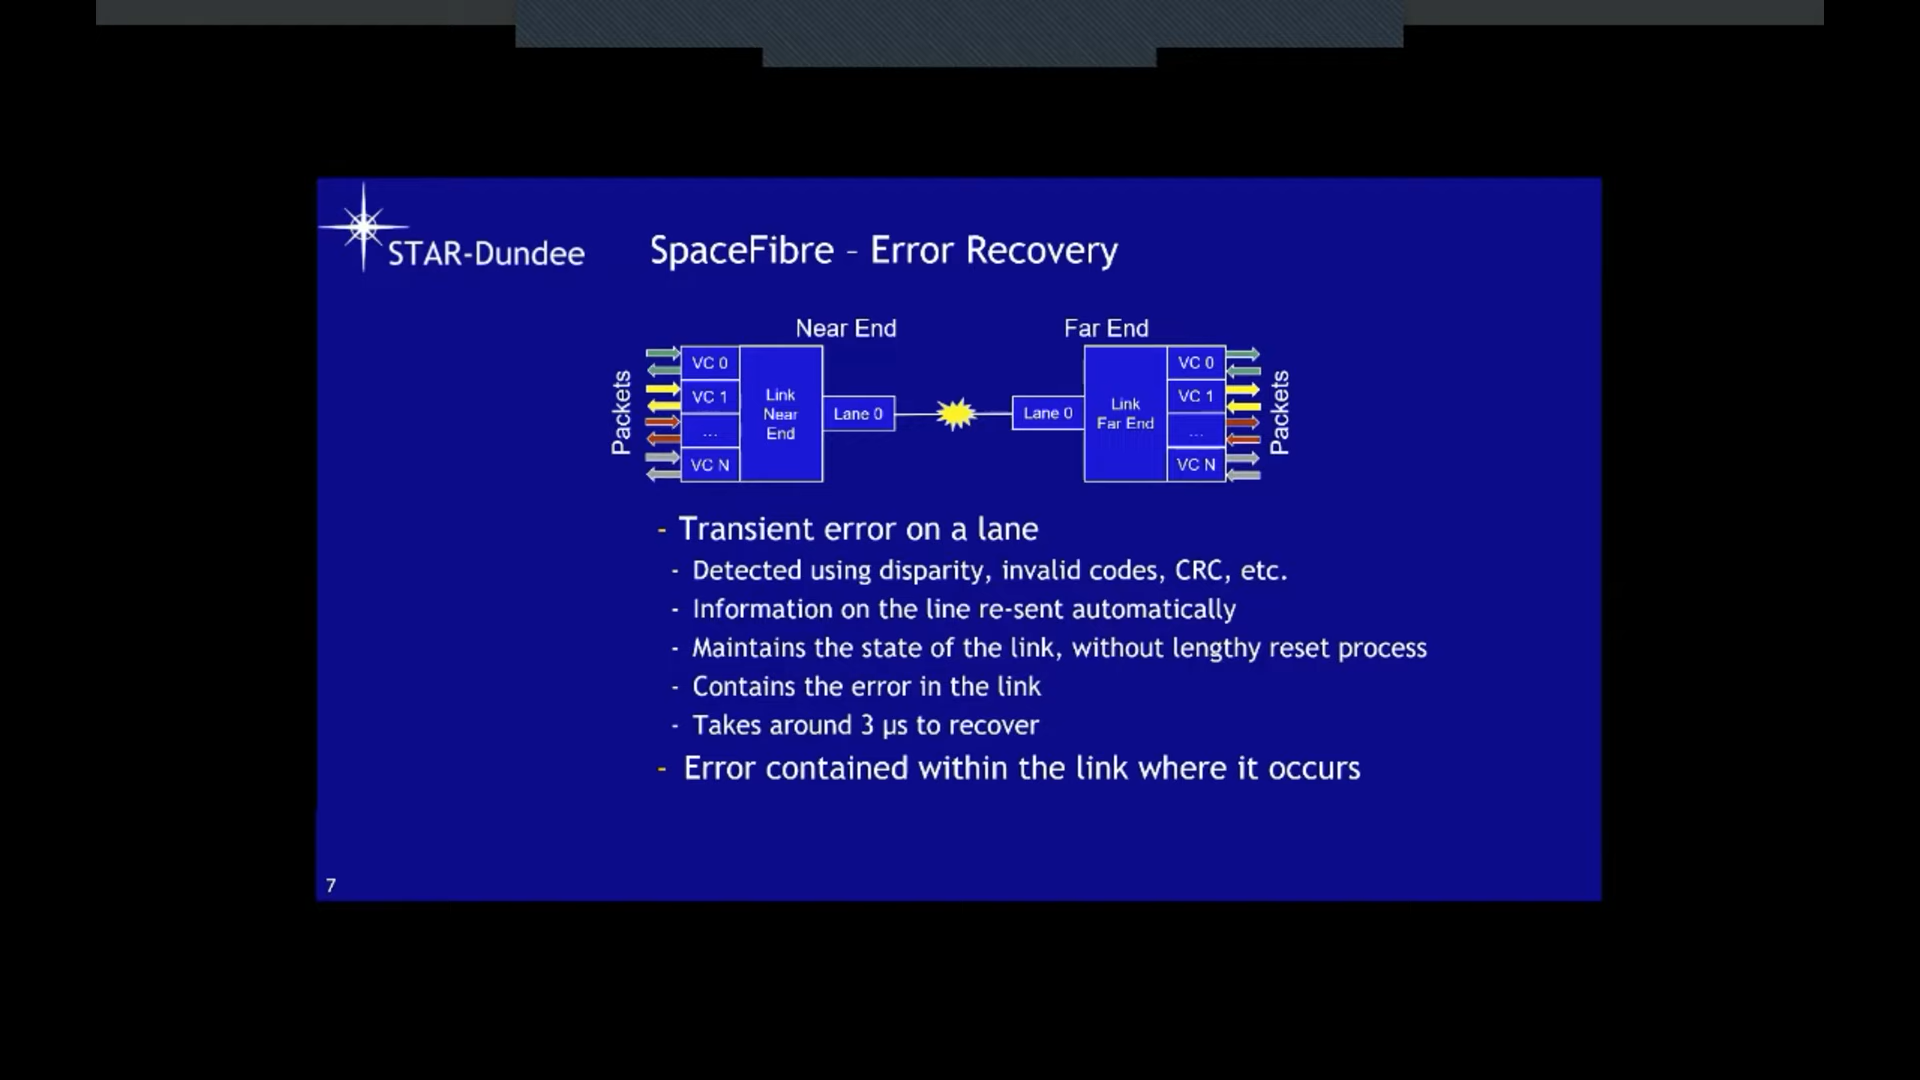 STAR-Dundee
SpaceFibre – Error Recovery
Near End
Far End
Packets
VC 0
VC 1
...
VC N
Link
Near
End
Lane 0
Lane 0
Link
Far End
VC 0
VC 1
...
VC N
Packets
- Transient error on a lane
- Detected using disparity, invalid codes, CRC, etc.
- Information on the line re-sent automatically
- Maintains the state of the link, without lengthy reset process
- Contains the error in the link
- Takes around 3 µs to recover
- Error contained within the link where it occurs
7